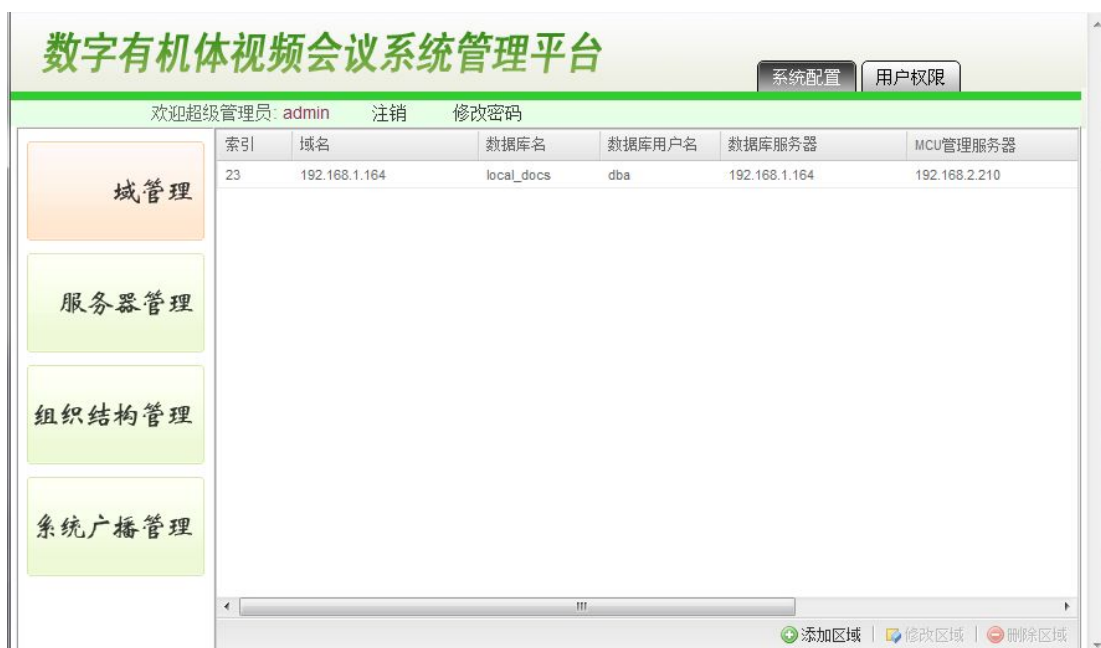 数字有机体视频会议系统管理平台
系统配置 用户权限
欢迎超级管理员: admin 注销 修改密码
索引 域名 数据库名 数据库用户名 数据库服务器 MCU管理服务器
23 192.168.1.164 local_docs dba 192.168.1.164 192.168.2.210
域管理
服务器管理
组织结构管理
系统广播管理
添加区域 修改区域 删除区域